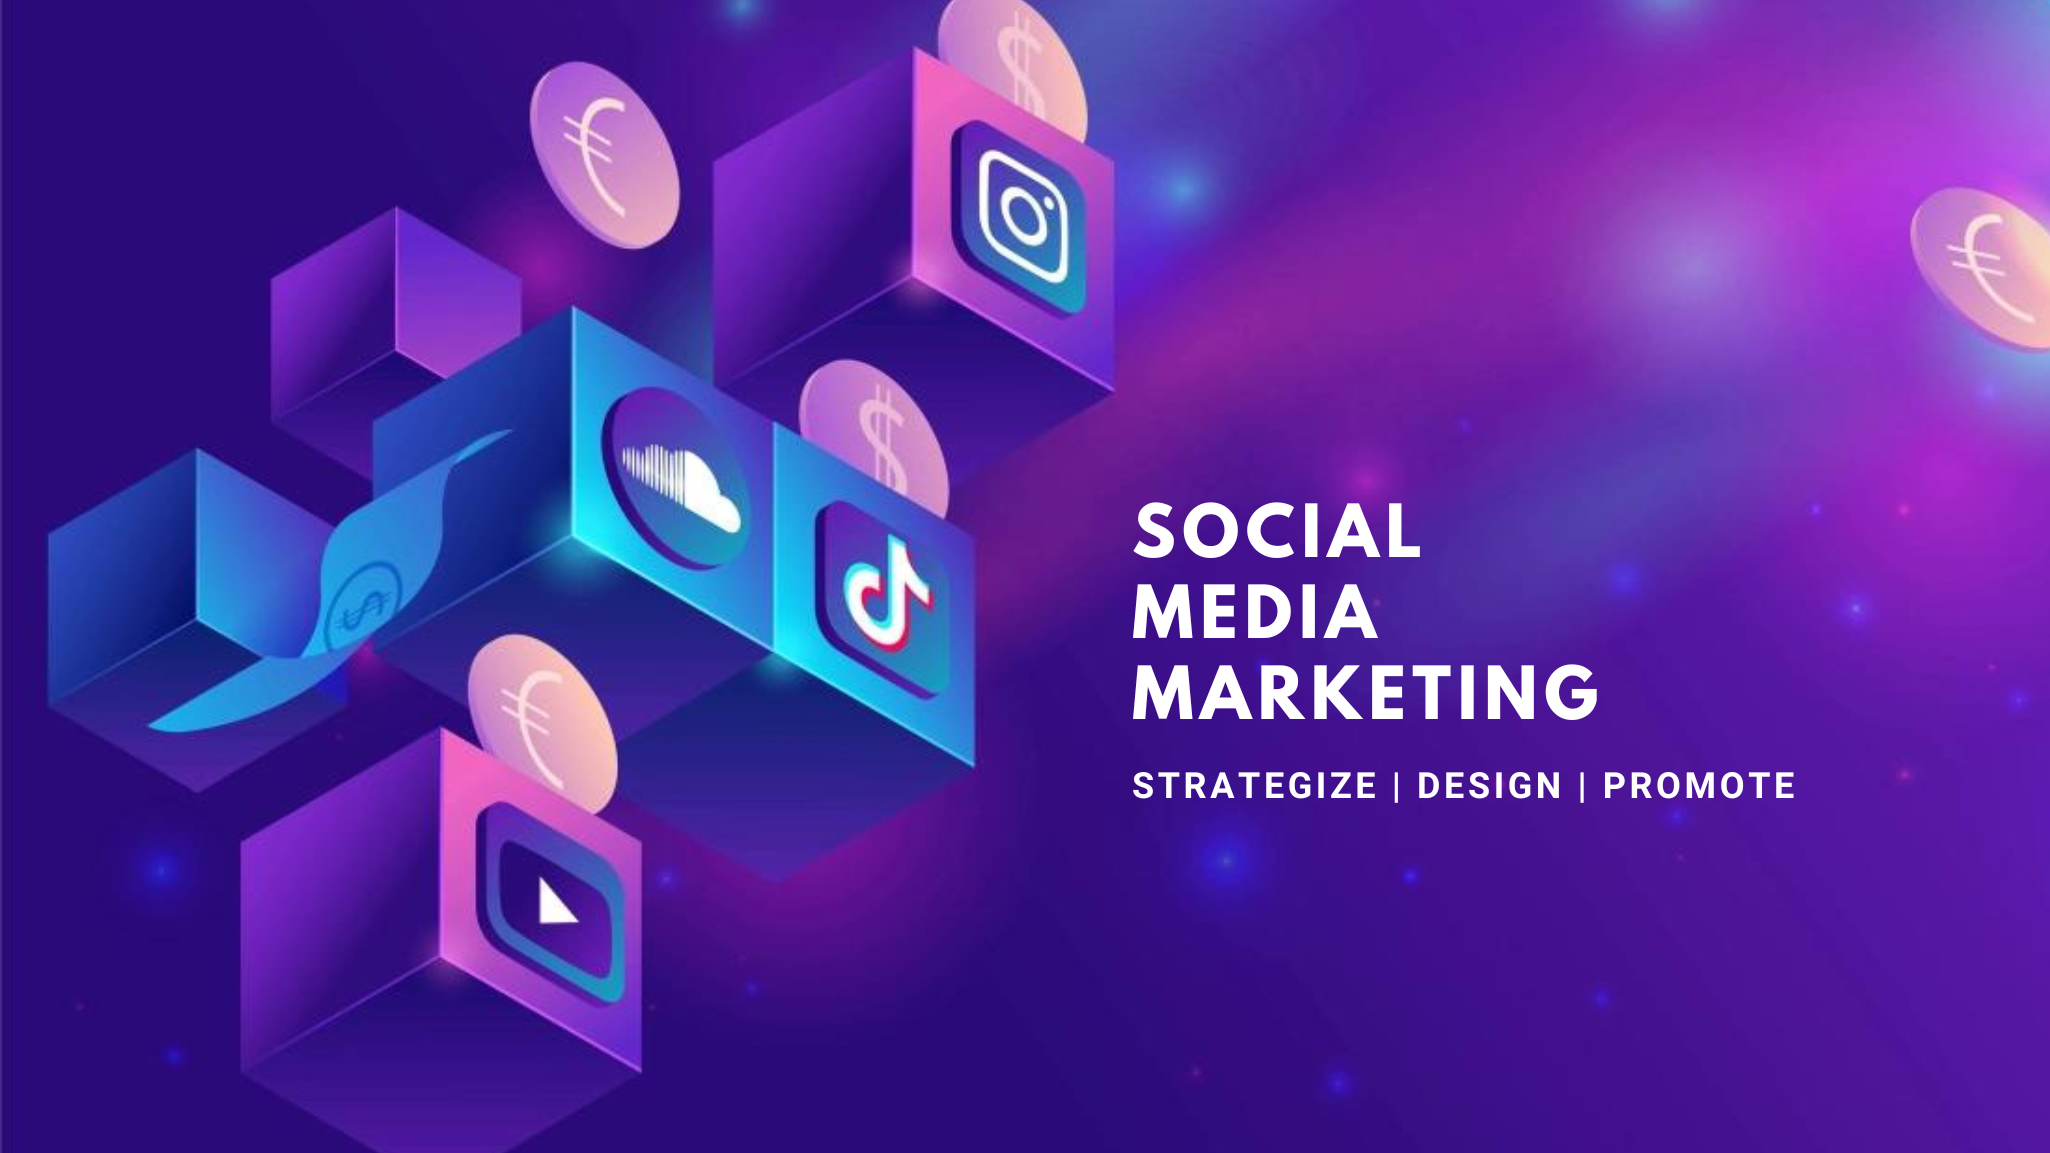 €
$
€
$
$
€
SOCIAL
MEDIA
MARKETING
STRATEGIZE | DESIGN | PROMOTE